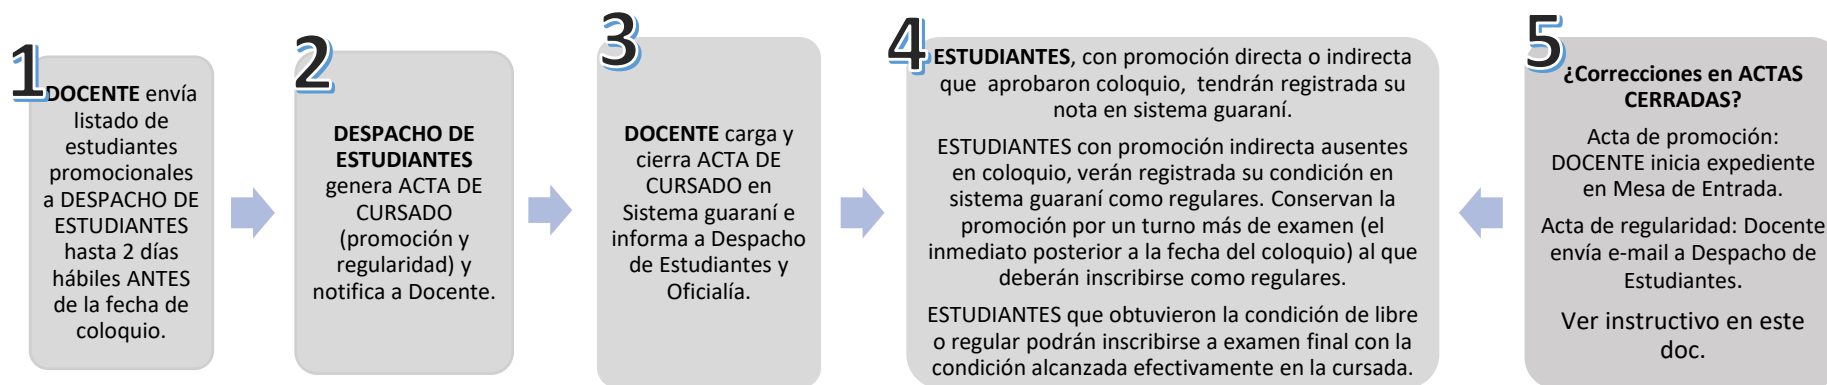 1
DOCENTE envía
listado de
estudiantes
promocionales
a DESPACHO DE
ESTUDIANTES
hasta 2 días
hábiles ANTES
de la fecha de
coloquio.
2
DESPACHO DE
ESTUDIANTES
genera ACTA DE
CURSADO
(promoción y
regularidad) y
notifica a Docente.
3
DOCENTE carga y
cierra ACTA DE
CURSADO en
Sistema guaraní e
informa a Despacho
de Estudiantes y
Oficialía.
4
ESTUDIANTES, con promoción directa o indirecta
que aprobaron coloquio, tendrán registrada su
nota en sistema guaraní.
ESTUDIANTES con promoción indirecta ausentes
en coloquio, verán registrada su condición en
sistema guaraní como regulares. Conservan la
promoción por un turno más de examen (el
inmediato posterior a la fecha del coloquio) al que
deberán inscribirse como regulares.
ESTUDIANTES que obtuvieron la condición de libre
o regular podrán inscribirse a examen final con la
condición alcanzada efectivamente en la cursada.
5
¿Correcciones en ACTAS
CERRADAS?
Acta de promoción:
DOCENTE inicia expediente
en Mesa de Entrada.
Acta de regularidad: Docente
envía e-mail a Despacho de
Estudiantes.
Ver instructivo en este
doc.